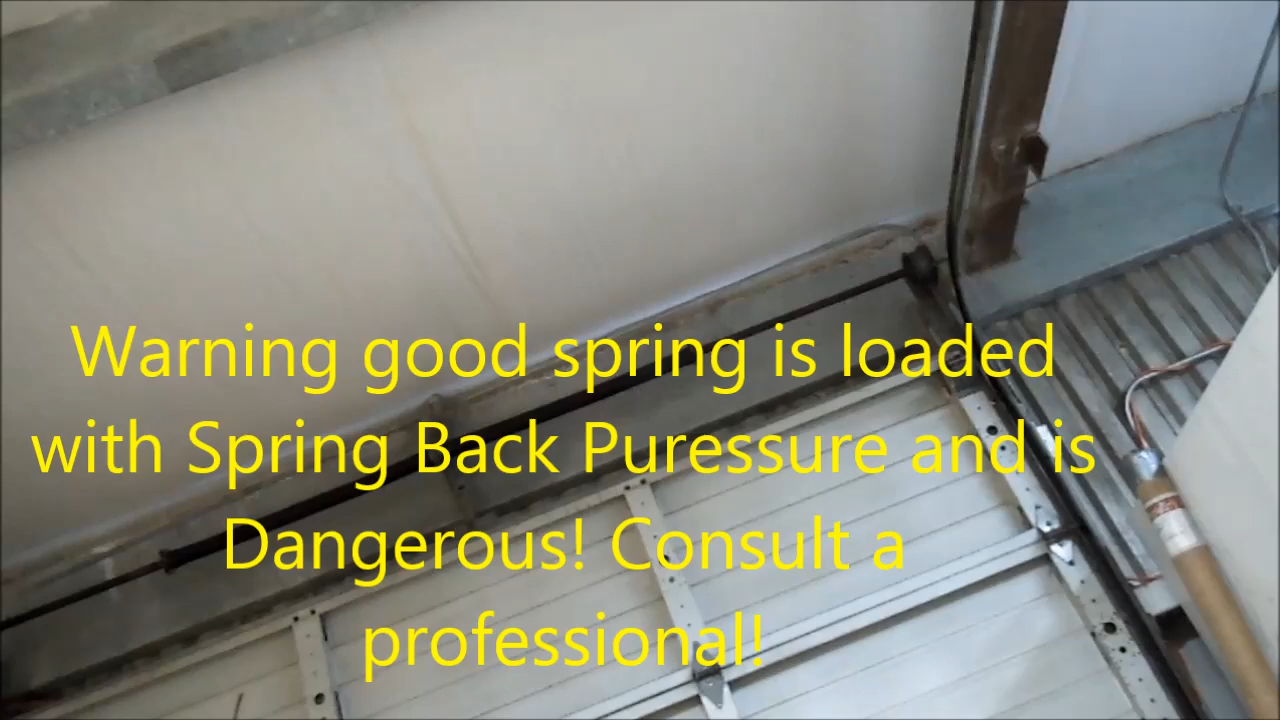 Warning good spring is loaded
with Spring Back Puressure and is
Dangerous! Consult a
professional!